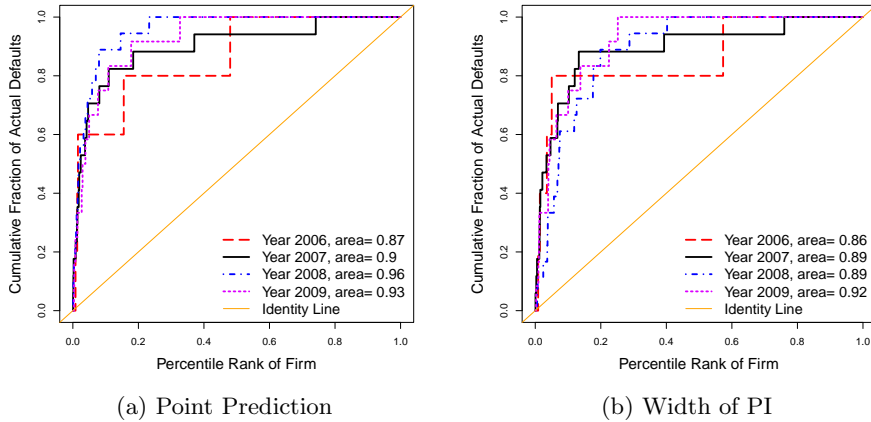 Cumulative Fraction of Actual Defaults
1.0
0.8
0.6
0.4
0.2
0.0
Year 2006, area= 0.87
Year 2007, area= 0.9
Year 2008, area= 0.96
Year 2009, area= 0.93
Identity Line
0.0 0.2 0.4 0.6 0.8 1.0
Percentile Rank of Firm
(a) Point Prediction
Cumulative Fraction of Actual Defaults
1.0
0.8
0.6
0.4
0.2
0.0
Year 2006, area= 0.86
Year 2007, area= 0.89
Year 2008, area= 0.89
Year 2009, area= 0.92
Identity Line
0.0 0.2 0.4 0.6 0.8 1.0
Percentile Rank of Firm
(b) Width of PI